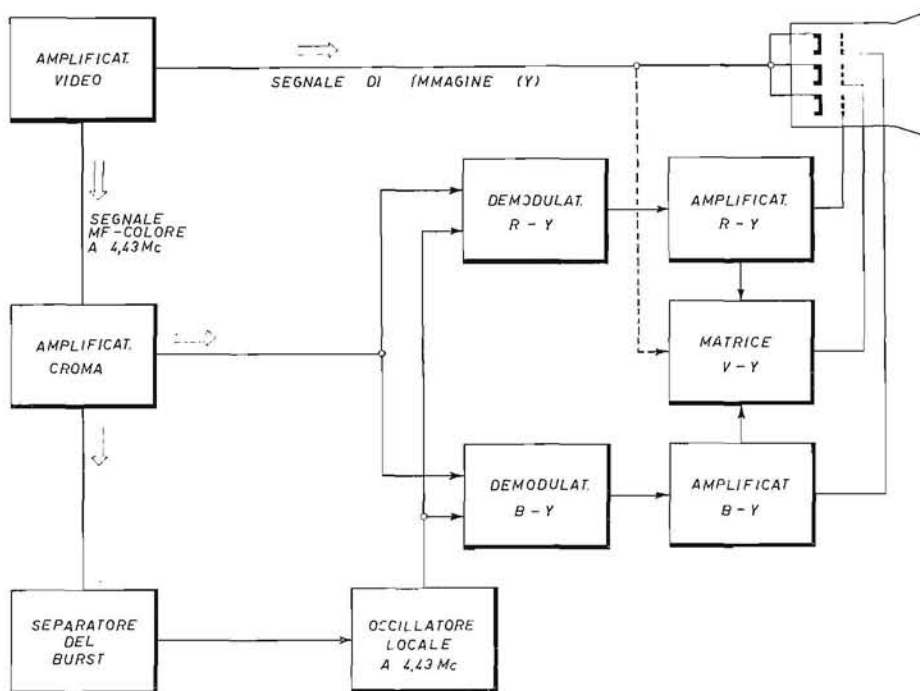 AMPLIFICAT.
VIDEO
SEGNALE DI IMMAGINE (Y)
SEGNALE
MF-COLORE
A 4,43 Mc
DEMODULAT.
R-Y
AMPLIFICAT.
R-Y
AMPLIFICAT.
CROMA
MATRICE
V-Y
DEMODULAT.
B-Y
AMPLIFICAT
B-Y
SEPARATORE
DEL
BURST
OSCILLATORE
LOCALE
A 4,43 Mc